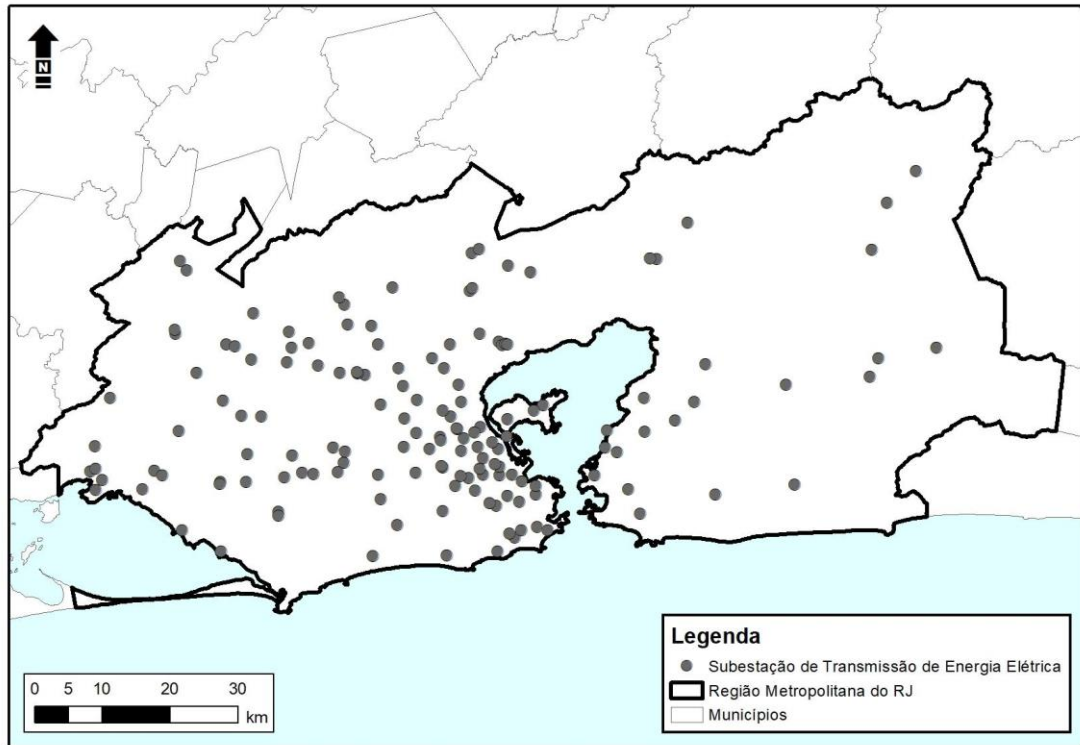 N
Legenda
Subestação de Transmissão de Energia Elétrica
Região Metropolitana do RJ
Municípios
0 5 10 20 30
km